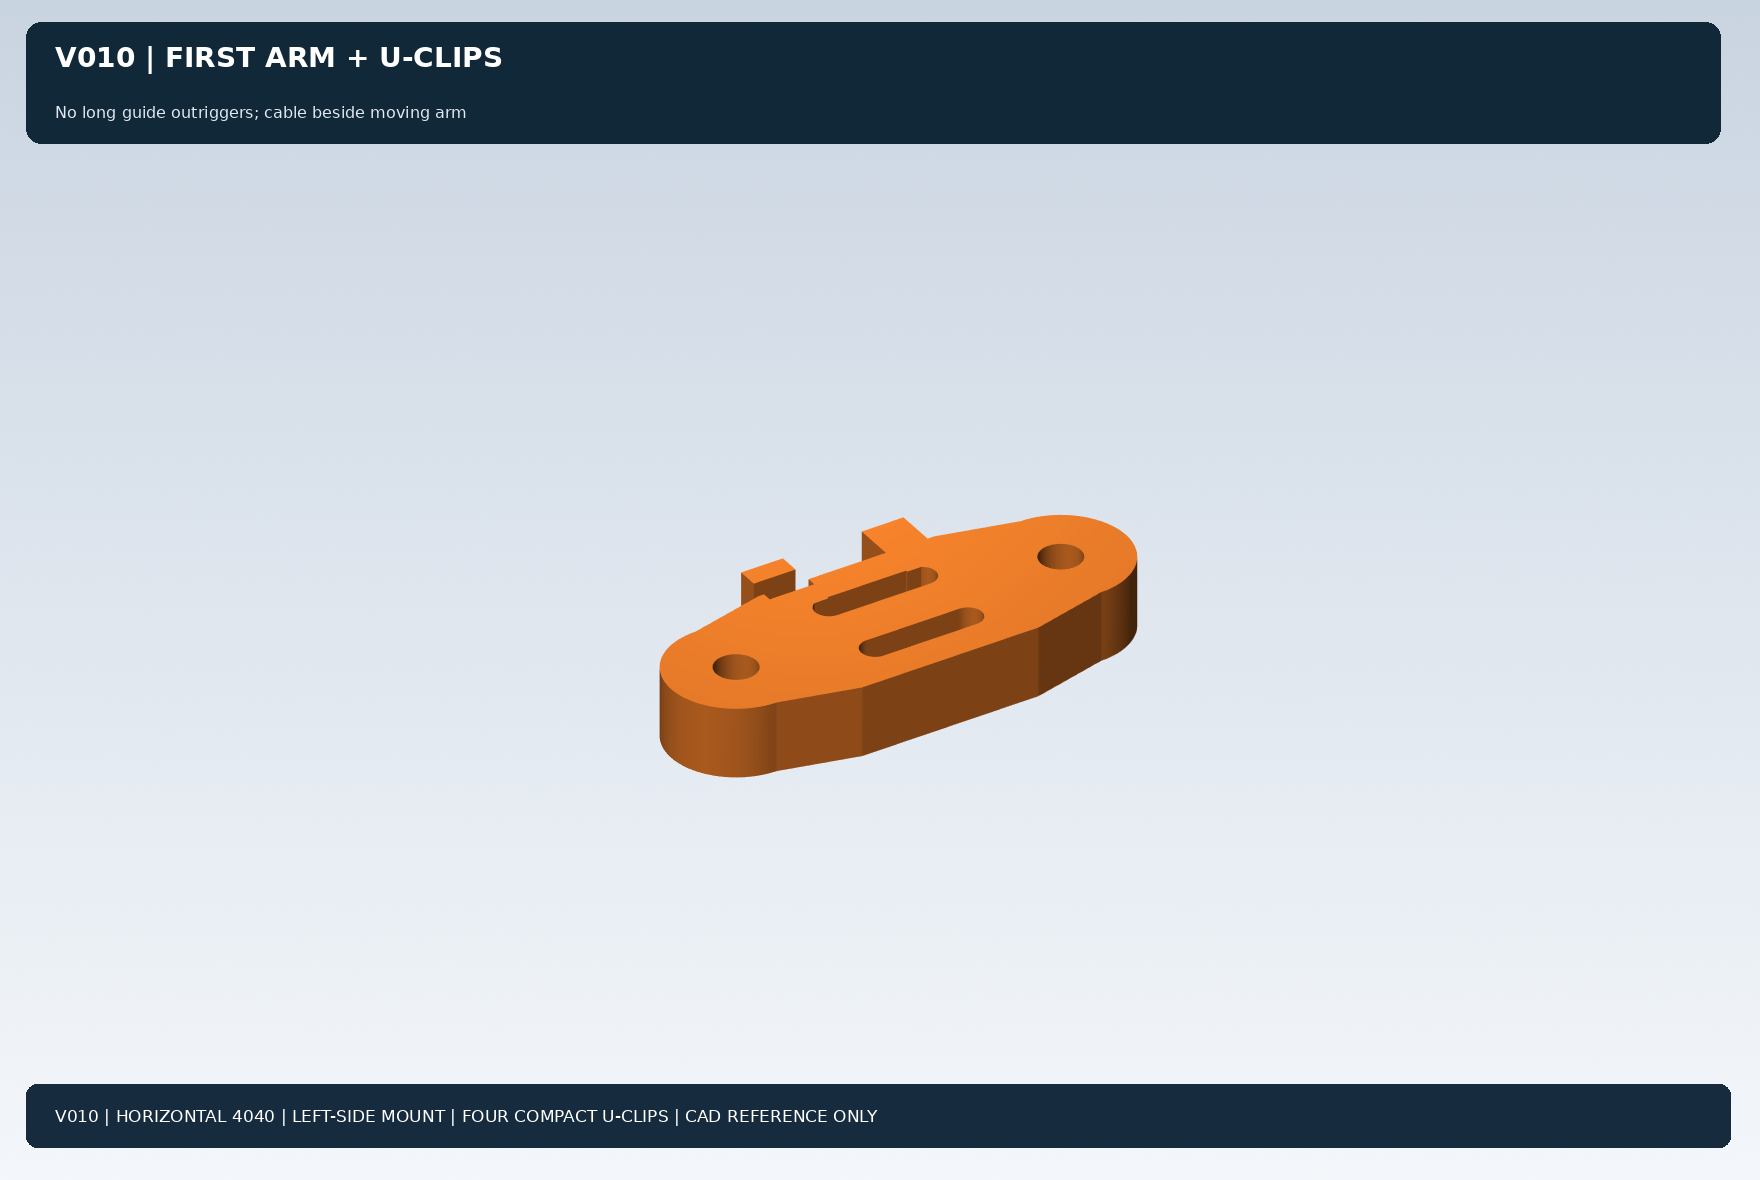 V010 | FIRST ARM + U-CLIPS
No long guide outriggers; cable beside moving arm
V010 | HORIZONTAL 4040 | LEFT-SIDE MOUNT | FOUR COMPACT U-CLIPS | CAD REFERENCE ONLY